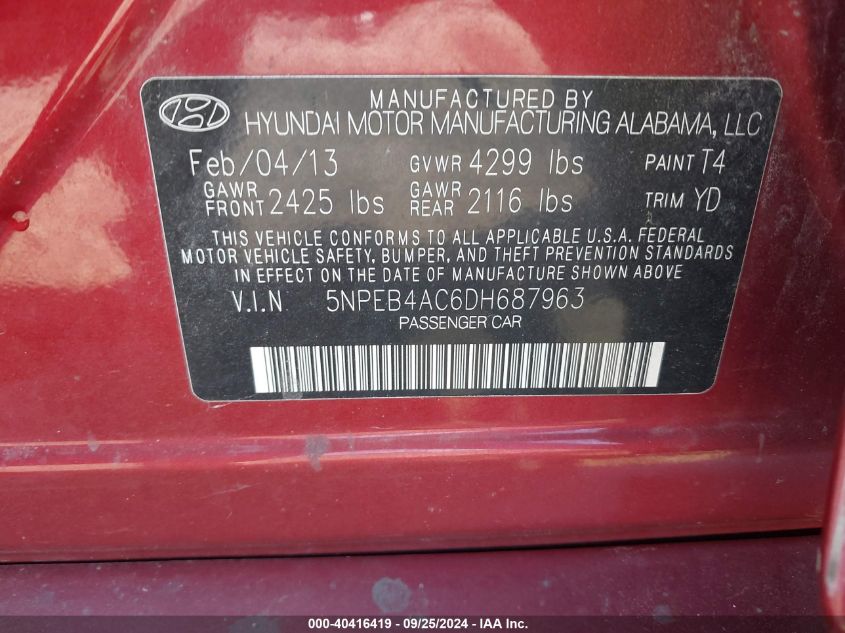 MANUFACTURED BY
HYUNDAI MOTOR MANUFACTURING ALABAMA, LLC
Feb/04/13 GVWR 4299 lbs PAINT T4
GAWR FRONT 2425 lbs GAWR REAR 2116 lbs TRIM YD
THIS VEHICLE CONFORMS TO ALL APPLICABLE U.S.A. FEDERAL
MOTOR VEHICLE SAFETY, BUMPER, AND THEFT PREVENTION STANDARDS
IN EFFECT ON THE DATE OF MANUFACTURE SHOWN ABOVE
V.I.N 5NPEB4AC6DH687963
PASSENGER CAR
000-40416419 - 09/25/2024 - IAA Inc.